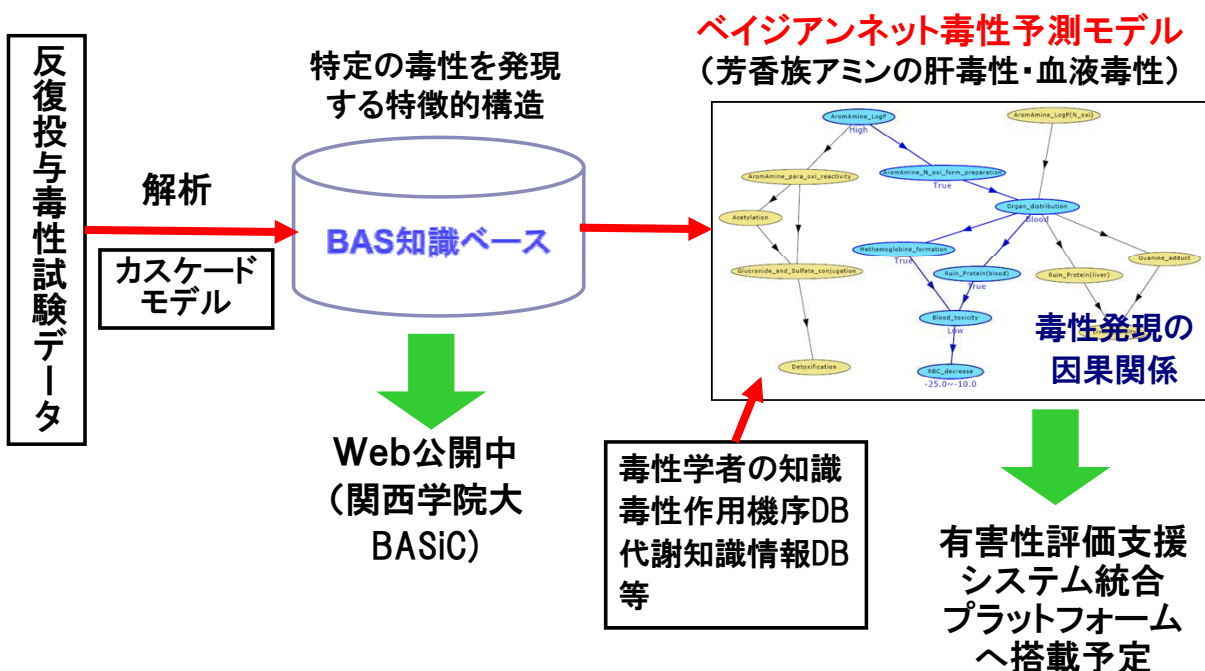 反復投与毒性試験データ
解析
カスケード
モデル
特定の毒性を発現
する特徴的構造
BAS知識ベース
Web公開中
（関西学院大
BASiC）
ベイジアンネット毒性予測モデル
（芳香族アミンの肝毒性・血液毒性）
AromAmine_LogP
High
AromAmine_LogP(N_oxi)
AromAmine_para_oxi_reactivity
AromAmine_N_oxi_form_preparation
True
Acetylation
Organ_distribution
Blood
Methemoglobine_formation
True
Glucronide_and_Sulfate_conjugation
Ruin_Protein(blood)
True
Ruin_Protein(liver)
Guanine_adduct
Blood_toxicity
Low
Detoxification
RBC_decrease
-25.0~-10.0
毒性発現の
因果関係
毒性学者の知識
毒性作用機序DB
代謝知識情報DB
等
有害性評価支援
システム統合
プラットフォーム
へ搭載予定